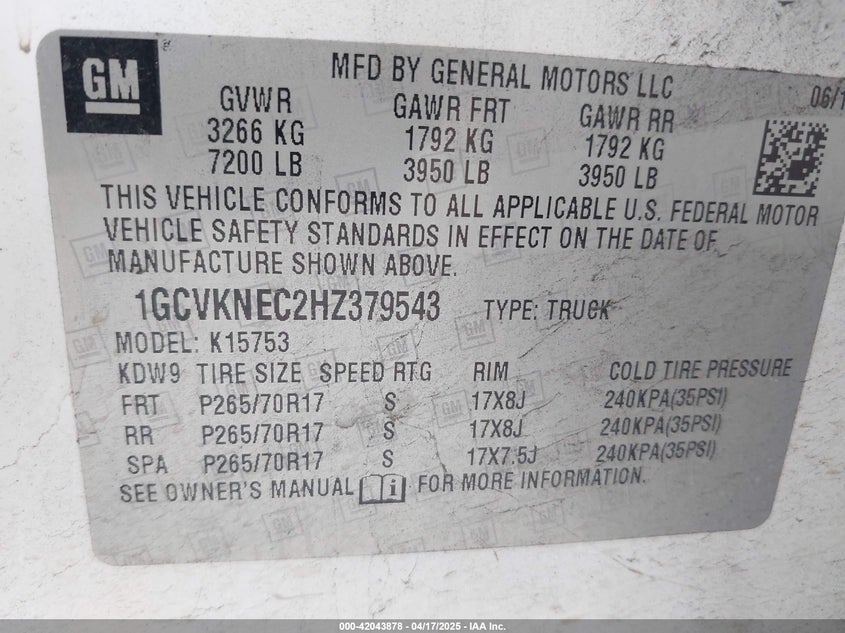 GM
MFD BY GENERAL MOTORS LLC
06/1
GVWR GAWR FRT GAWR RR
3266 KG 1792 KG 1792 KG
7200 LB 3950 LB 3950 LB
THIS VEHICLE CONFORMS TO ALL APPLICABLE U.S. FEDERAL MOTOR
VEHICLE SAFETY STANDARDS IN EFFECT ON THE DATE OF
MANUFACTURE SHOWN ABOVE.
1GCVKNEC2HZ379543 TYPE: TRUCK
MODEL: K15753
KDW9 TIRE SIZE SPEED RTG RIM COLD TIRE PRESSURE
FRT P265/70R17 S 17X8J 240KPA(35PSI)
RR P265/70R17 S 17X8J 240KPA(35PSI)
SPA P265/70R17 S 17X7.5J 240KPA(35PSI)
SEE OWNER'S MANUAL i FOR MORE INFORMATION.
000-42043878 - 04/17/2025 - IAA Inc.